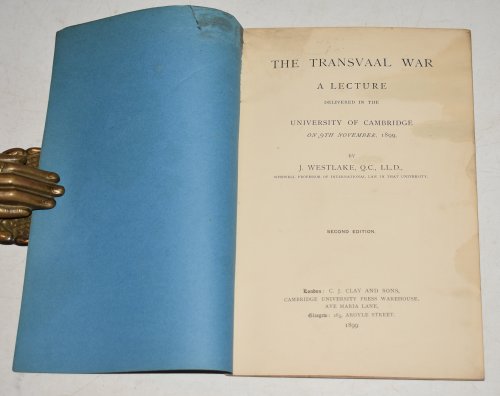 THE TRANSVAAL WAR
A LECTURE
DELIVERED IN THE
UNIVERSITY OF CAMBRIDGE
ON 9TH NOVEMBER, 1899,
BY
J. WESTLAKE, Q.C., LL.D.,
WHEWELL PROFESSOR OF INTERNATIONAL LAW IN THAT UNIVERSITY.
SECOND EDITION.
London: C. J. CLAY AND SONS,
CAMBRIDGE UNIVERSITY PRESS WAREHOUSE,
AVE MARIA LANE,
Glasgow: 263, ARGYLE STREET.
1899